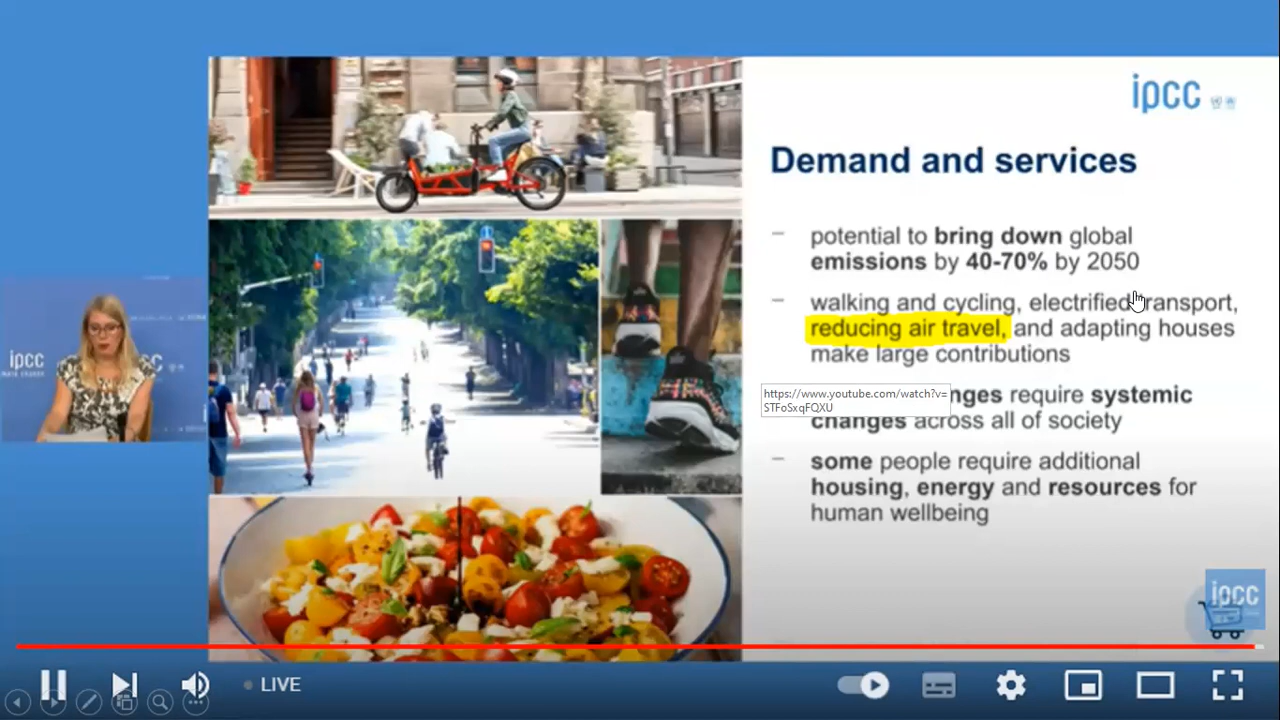 ipcc
Demand and services
– potential to bring down global
emissions by 40-70% by 2050
– walking and cycling, electrified transport,
reducing air travel, and adapting houses
make large contributions
https://www.youtube.com/watch?v=
STFoSxqFQXU
nges require systemic
changes across all of society
– some people require additional
housing, energy and resources for
human wellbeing
ipcc
ipcc
LIVE